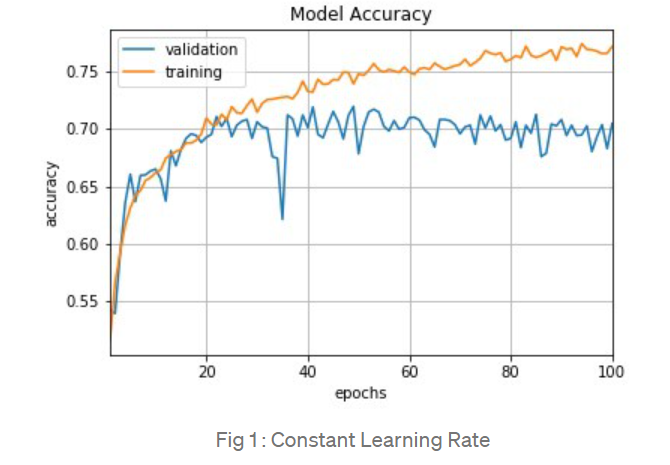 Model Accuracy
validation
training
0.75
0.70
0.65
0.60
0.55
accuracy
20 40 60 80 100
epochs
Fig 1: Constant Learning Rate